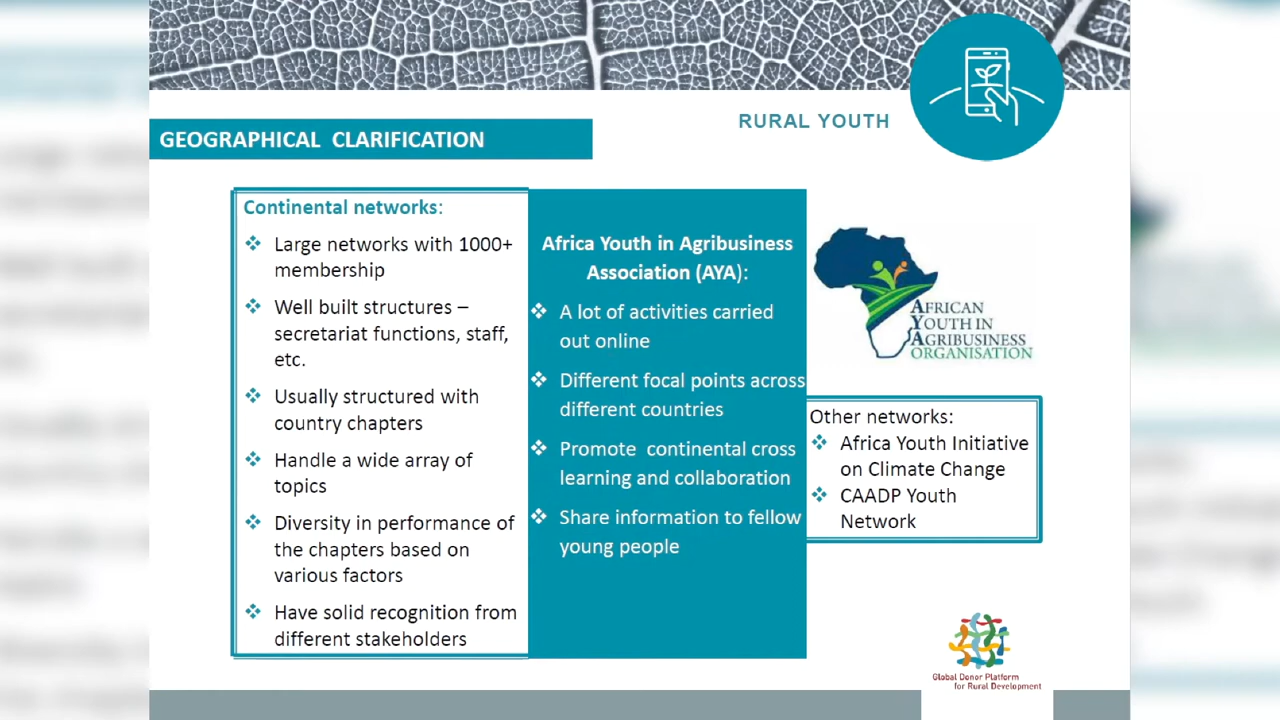 RURAL YOUTH
GEOGRAPHICAL CLARIFICATION
Continental networks:
Large networks with 1000+
membership
Well built structures –
secretariat functions, staff,
etc.
Usually structured with
country chapters
Handle a wide array of
topics
Diversity in performance of
the chapters based on
various factors
Have solid recognition from
different stakeholders
Africa Youth in Agribusiness
Association (AYA):
A lot of activities carried
out online
Different focal points across
different countries
Promote continental cross
learning and collaboration
Share information to fellow
young people
AFRICAN
YOUTH IN
AGRIBUSINESS
ORGANISATION
Other networks:
Africa Youth Initiative
on Climate Change
CAADP Youth
Network
Global Donor Platform
for Rural Development